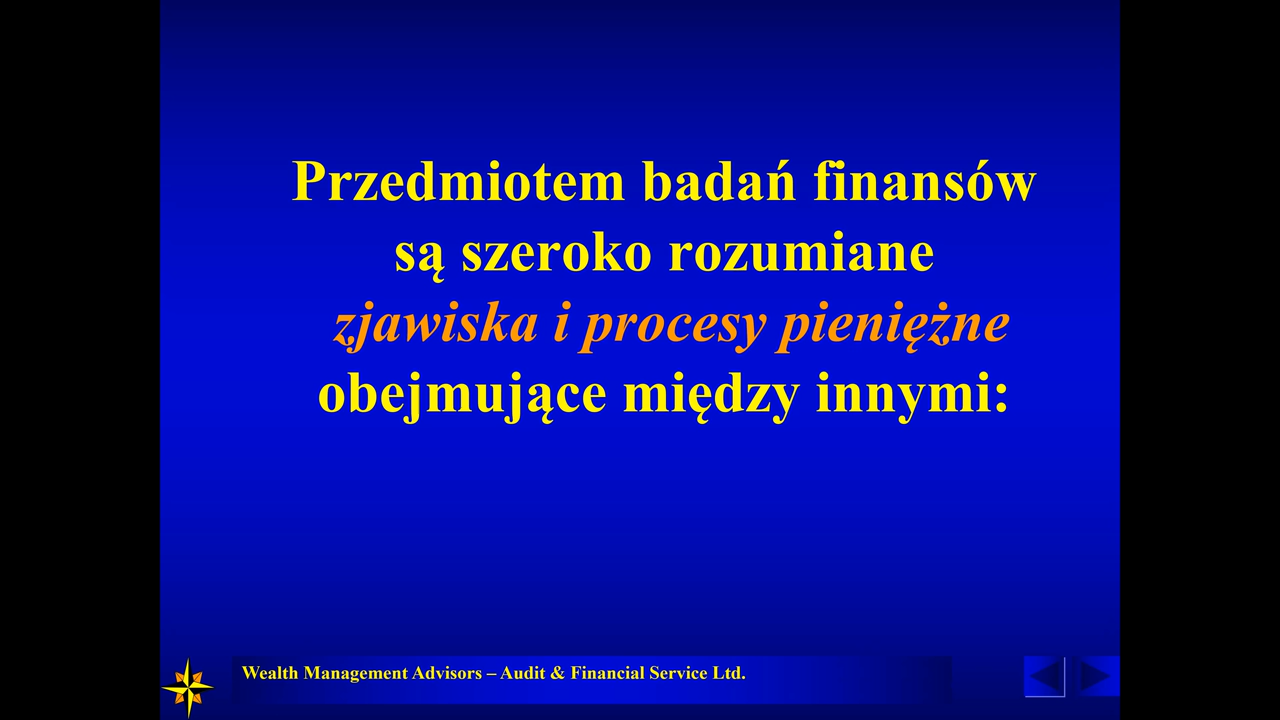 Przedmiotem badań finansów
są szeroko rozumiane
zjawiska i procesy pieniężne
obejmujące między innymi:
Wealth Management Advisors – Audit & Financial Service Ltd.